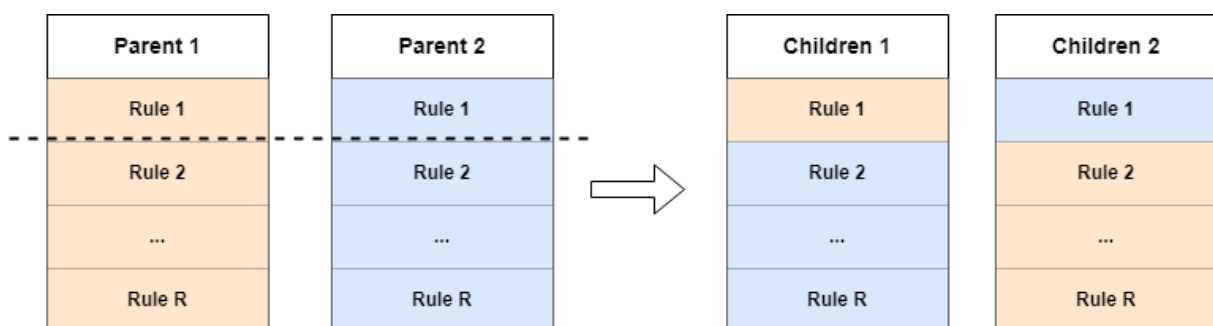 Parent 1 Parent 2 Children 1 Children 2
Rule 1 Rule 1 Rule 1 Rule 1
Rule 2 Rule 2 Rule 2 Rule 2
... ... ... ...
Rule R Rule R Rule R Rule R